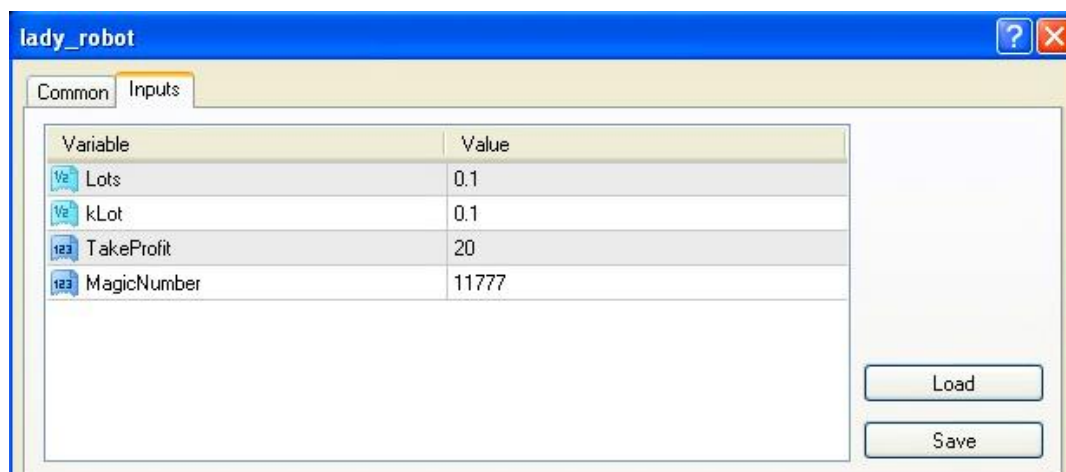 lady_robot
Common Inputs
Variable Value
Lots 0.1
kLot 0.1
TakeProfit 20
MagicNumber 11777
Load
Save